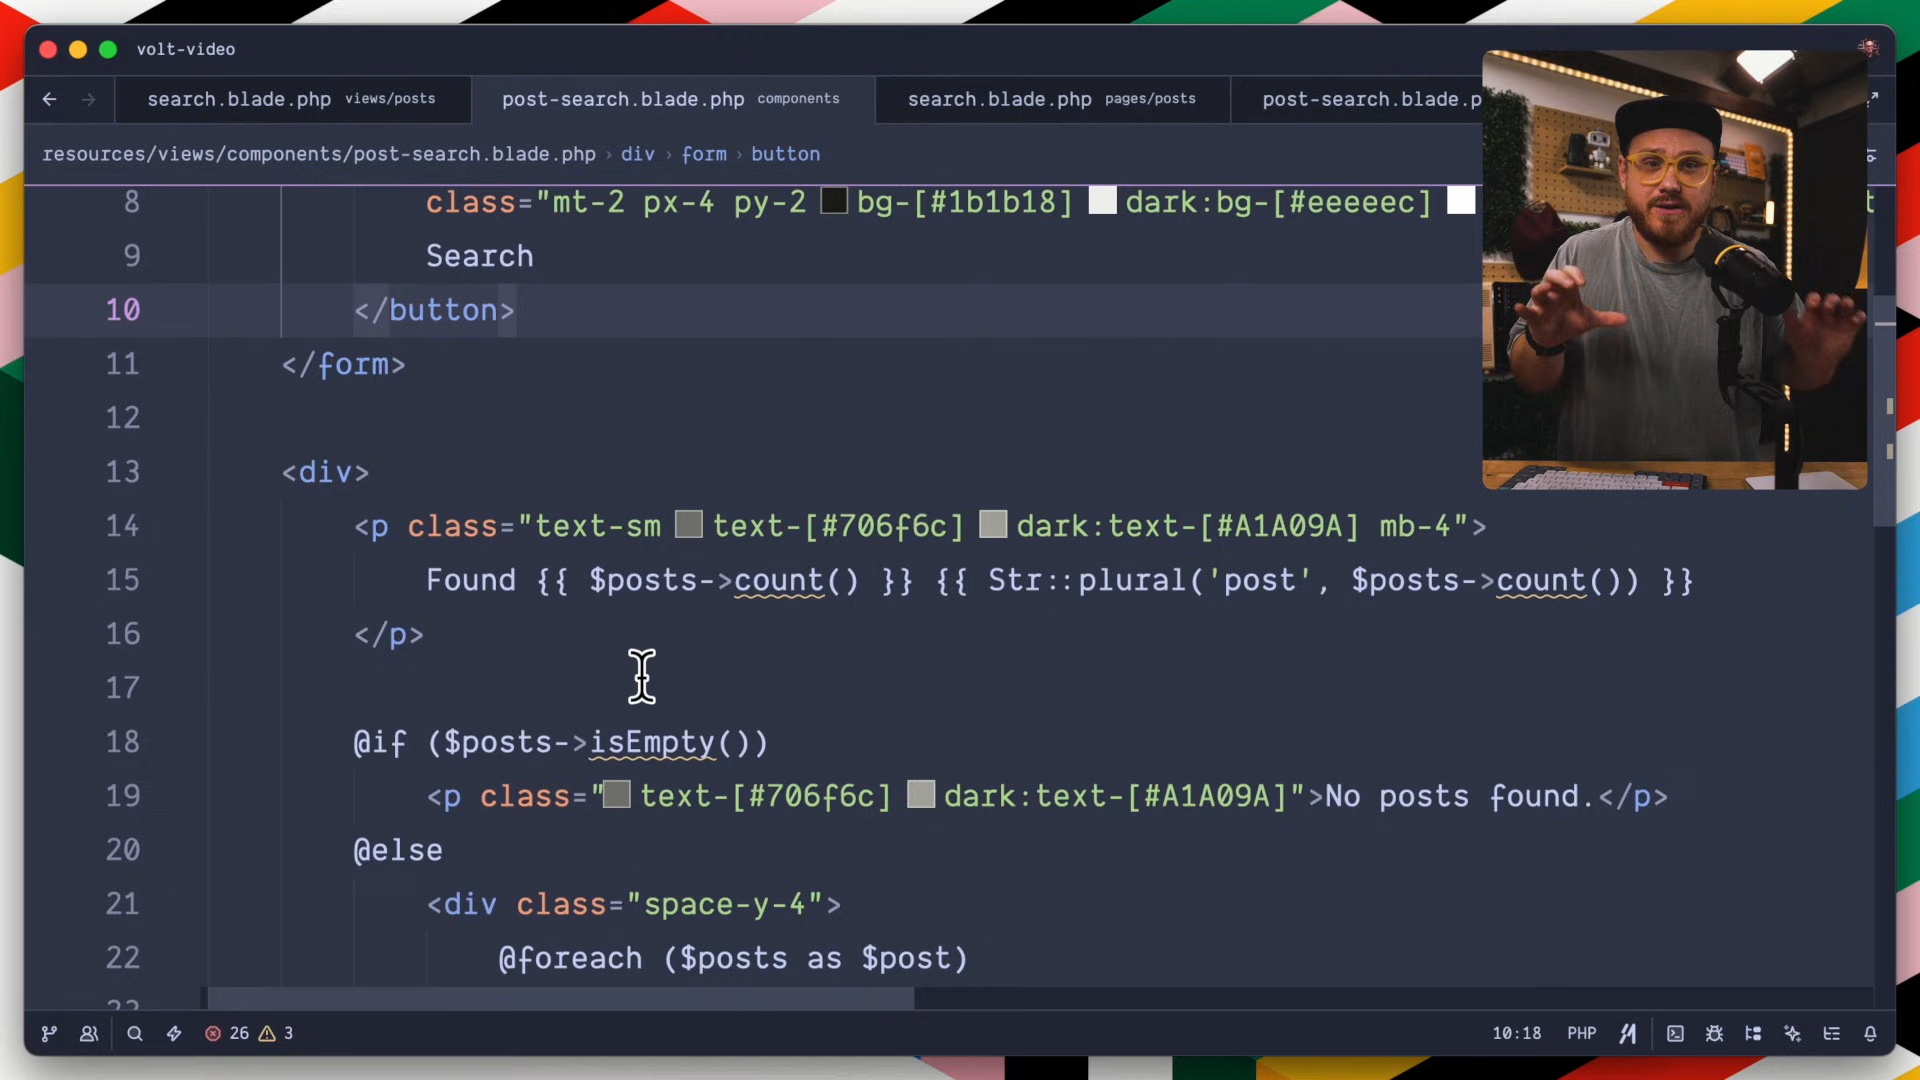 volt-video
search.blade.php views/posts
post-search.blade.php components
search.blade.php pages/posts
post-search.blade.p
resources/views/components/post-search.blade.php › div › form › button
8 class="mt-2 px-4 py-2 bg-[#1b1b18] dark:bg-[#eeeeec]
9 Search
10 </button>
11 </form>
12
13 <div>
14 <p class="text-sm text-[#706f6c] dark:text-[#A1A09A] mb-4">
15 Found {{ $posts->count() }} {{ Str::plural('post', $posts->count()) }}
16 </p>
17
18 @if ($posts->isEmpty())
19 <p class="text-[#706f6c] dark:text-[#A1A09A]">No posts found.</p>
20 @else
21 <div class="space-y-4">
22 @foreach ($posts as $post)
26 3
10:18 PHP